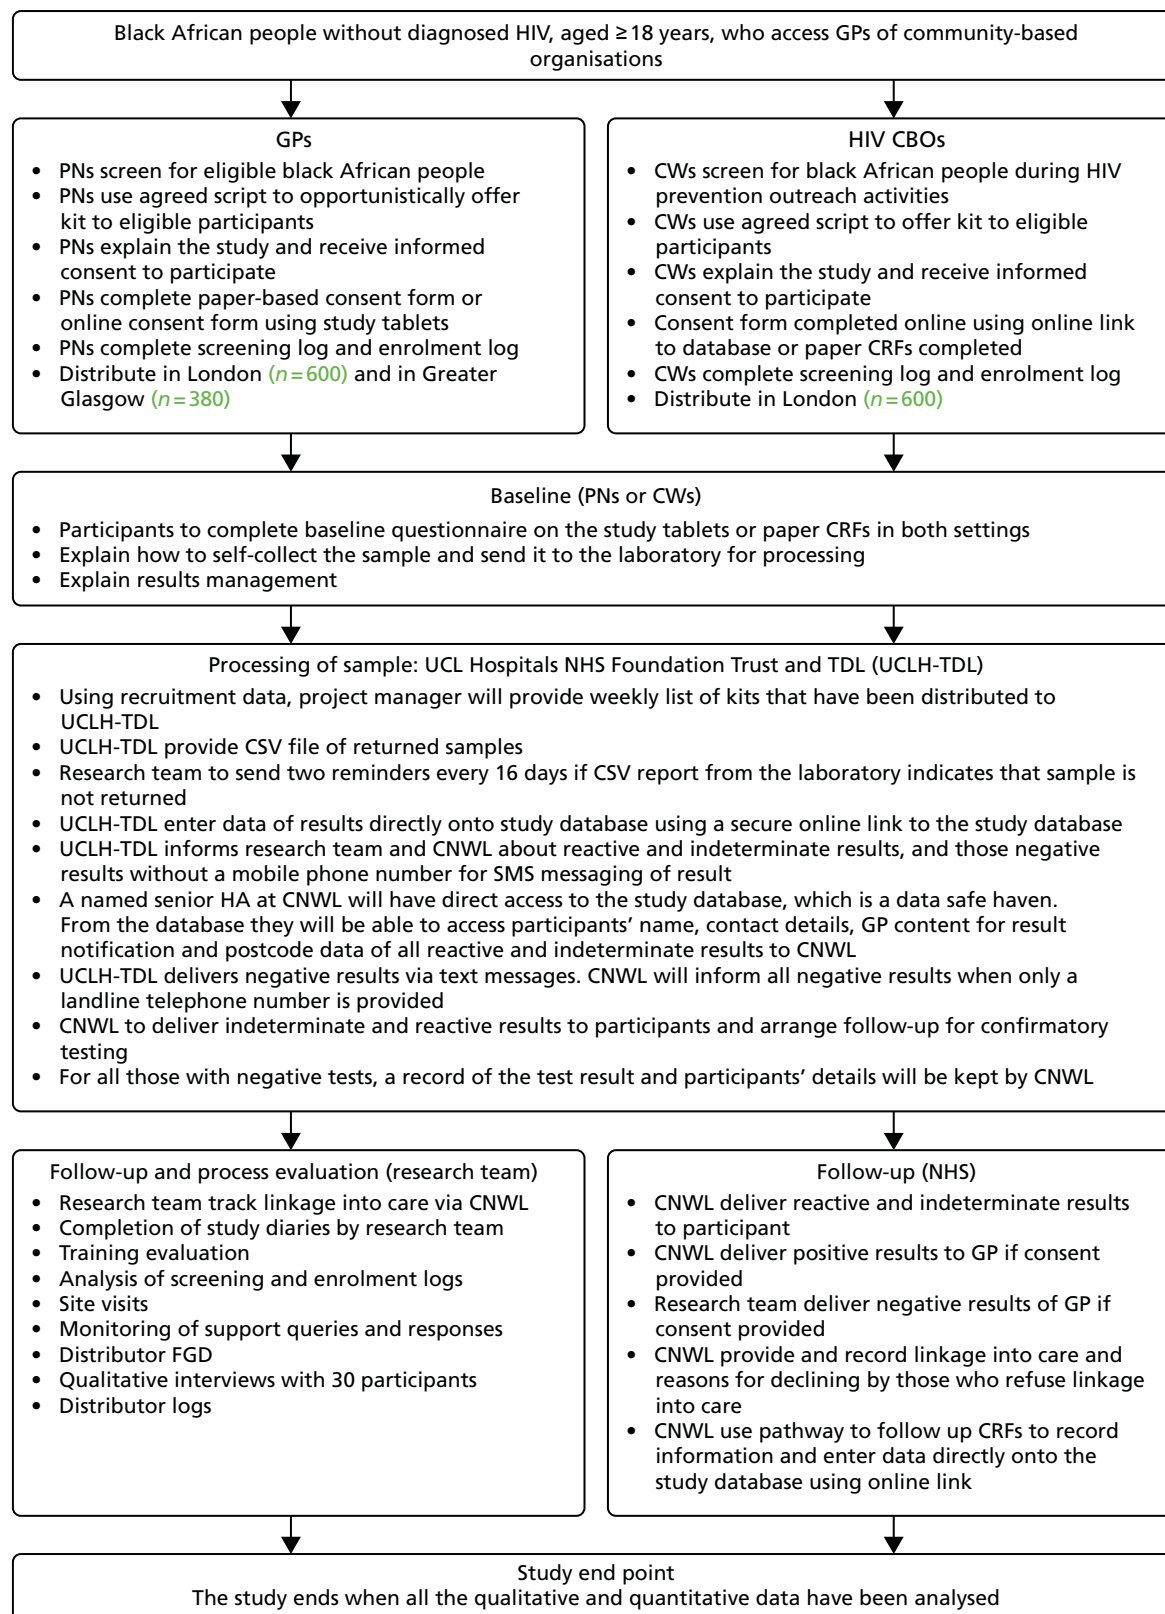 Black African people without diagnosed HIV, aged ≥18 years, who access GPs of community-based
organisations
GPs
• PNs screen for eligible black African people
• PNs use agreed script to opportunistically offer
kit to eligible participants
• PNs explain the study and receive informed
consent to participate
• PNs complete paper-based consent form or
online consent form using study tablets
• PNs complete screening log and enrolment log
• Distribute in London (n=600) and in Greater
Glasgow (n=380)
HIV CBOs
• CWs screen for black African people during HIV
prevention outreach activities
• CWs use agreed script to offer kit to eligible
participants
• CWs explain the study and receive informed
consent to participate
• Consent form completed online using online link
to database or paper CRFs completed
• CWs complete screening log and enrolment log
• Distribute in London (n=600)
Baseline (PNs or CWs)
• Participants to complete baseline questionnaire on the study tablets or paper CRFs in both settings
• Explain how to self-collect the sample and send it to the laboratory for processing
• Explain results management
Processing of sample: UCL Hospitals NHS Foundation Trust and TDL (UCLH-TDL)
• Using recruitment data, project manager will provide weekly list of kits that have been distributed to
UCLH-TDL
• UCLH-TDL provide CSV file of returned samples
• Research team to send two reminders every 16 days if CSV report from the laboratory indicates that sample is
not returned
• UCLH-TDL enter data of results directly onto study database using a secure online link to the study database
• UCLH-TDL informs research team and CNWL about reactive and indeterminate results, and those negative
results without a mobile phone number for SMS messaging of result
• A named senior HA at CNWL will have direct access to the study database, which is a data safe haven.
From the database they will be able to access participants' name, contact details, GP content for result
notification and postcode data of all reactive and indeterminate results to CNWL
• UCLH-TDL delivers negative results via text messages. CNWL will inform all negative results when only a
landline telephone number is provided
• CNWL to deliver indeterminate and reactive results to participants and arrange follow-up for confirmatory
testing
• For all those with negative tests, a record of the test result and participants' details will be kept by CNWL
Follow-up and process evaluation (research team)
• Research team track linkage into care via CNWL
• Completion of study diaries by research team
• Training evaluation
• Analysis of screening and enrolment logs
• Site visits
• Monitoring of support queries and responses
• Distributor FGD
• Qualitative interviews with 30 participants
• Distributor logs
Follow-up (NHS)
• CNWL deliver reactive and indeterminate results
to participant
• CNWL deliver positive results to GP if consent
provided
• Research team deliver negative results of GP if
consent provided
• CNWL provide and record linkage into care and
reasons for declining by those who refuse linkage
into care
• CNWL use pathway to follow up CRFs to record
information and enter data directly onto the
study database using online link
Study end point
The study ends when all the qualitative and quantitative data have been analysed